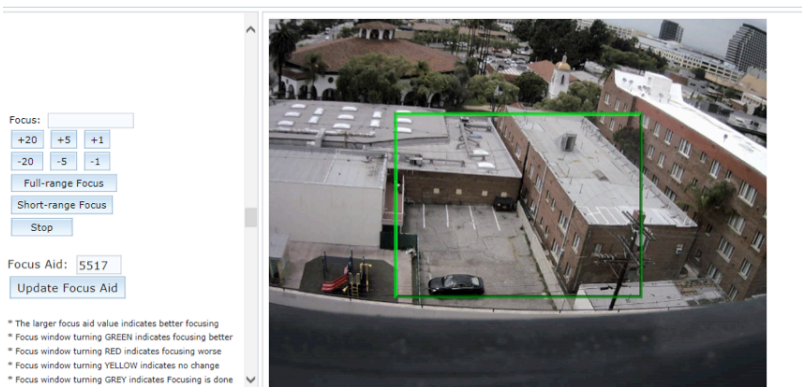 Focus:
+20 +5 +1
-20 -5 -1
Full-range Focus
Short-range Focus
Stop
Focus Aid: 5517
Update Focus Aid
* The larger focus aid value indicates better focusing
* Focus window turning GREEN indicates focusing better
* Focus window turning RED indicates focusing worse
* Focus window turning YELLOW indicates no change
* Focus window turning GREY indicates Focusing is done